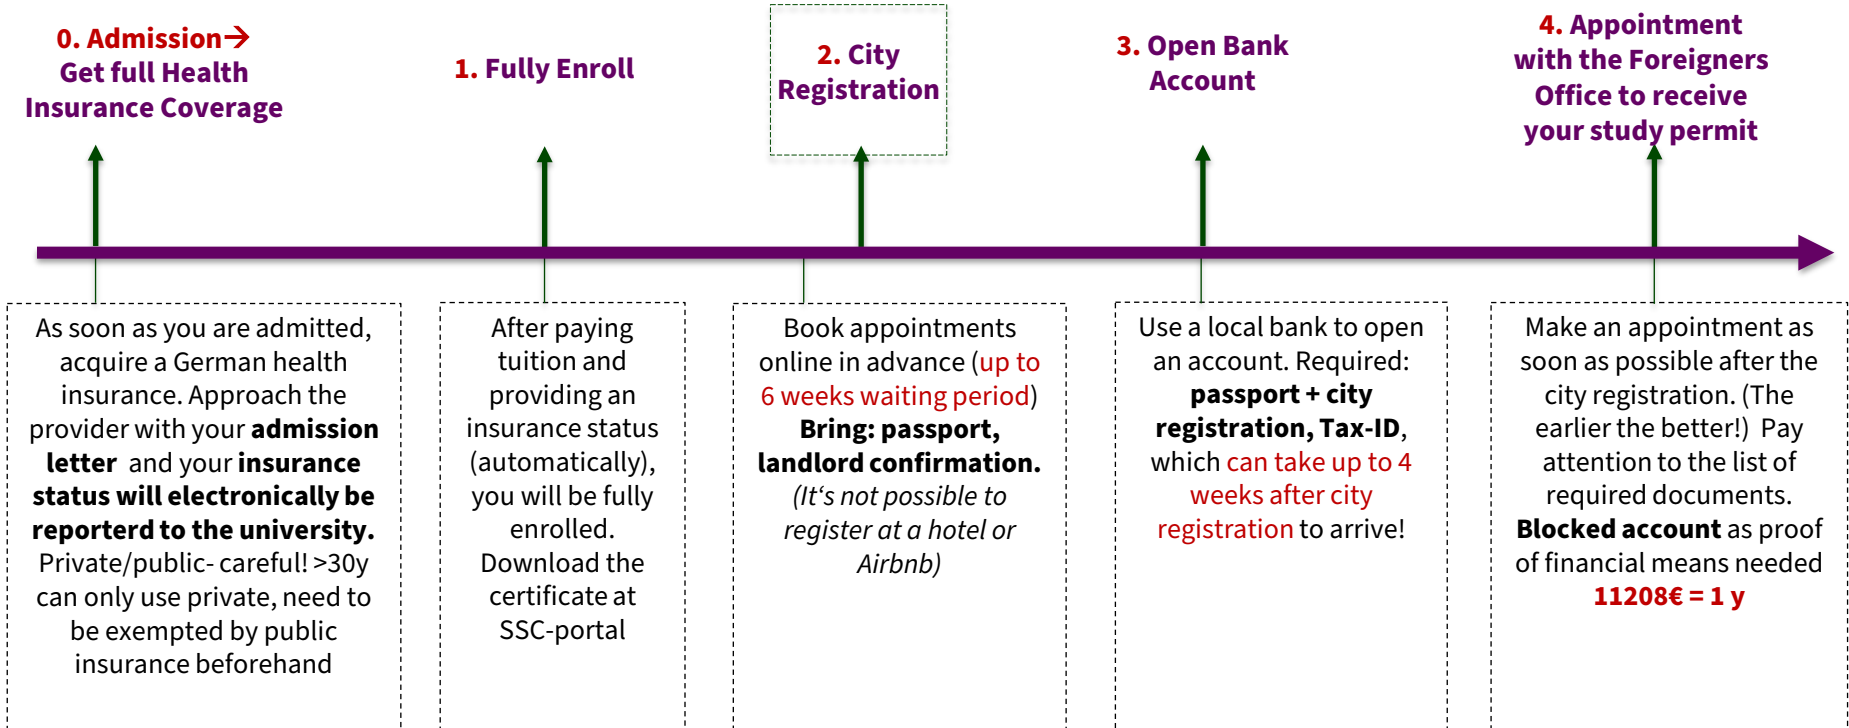 0. Admission→
Get full Health
Insurance Coverage
1. Fully Enroll
2. City
Registration
3. Open Bank
Account
4. Appointment
with the Foreigners
Office to receive
your study permit
As soon as you are admitted,
acquire a German health
insurance. Approach the
provider with your admission
letter and your insurance
status will electronically be
reporterd to the university.
Private/public- careful! >30y
can only use private, need to
be exempted by public
insurance beforehand
After paying
tuition and
providing an
insurance status
(automatically),
you will be fully
enrolled.
Download the
certificate at
SSC-portal
Book appointments
online in advance (up to
6 weeks waiting period)
Bring: passport,
landlord confirmation.
(It‘s not possible to
register at a hotel or
Airbnb)
Use a local bank to open
an account. Required:
passport + city
registration, Tax-ID,
which can take up to 4
weeks after city
registration to arrive!
Make an appointment as
soon as possible after the
city registration. (The
earlier the better!) Pay
attention to the list of
required documents.
Blocked account as proof
of financial means needed
11208€ = 1 y